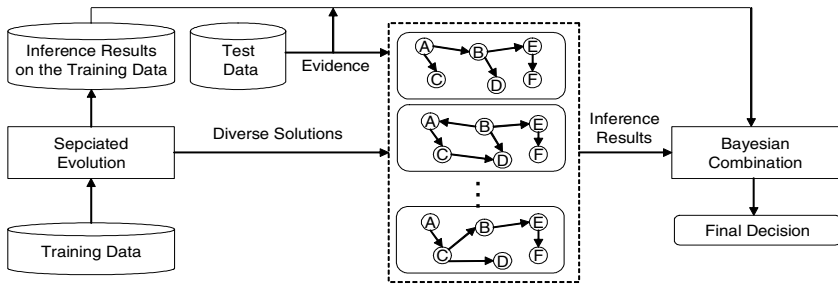 Inference Results
on the Training Data
Test
Data
Evidence
A
B
E
C
D
F
Sepciated
Evolution
Diverse Solutions
A
B
E
C
D
F
Inference
Results
Bayesian
Combination
Training Data
A
B
E
C
D
F
Final Decision